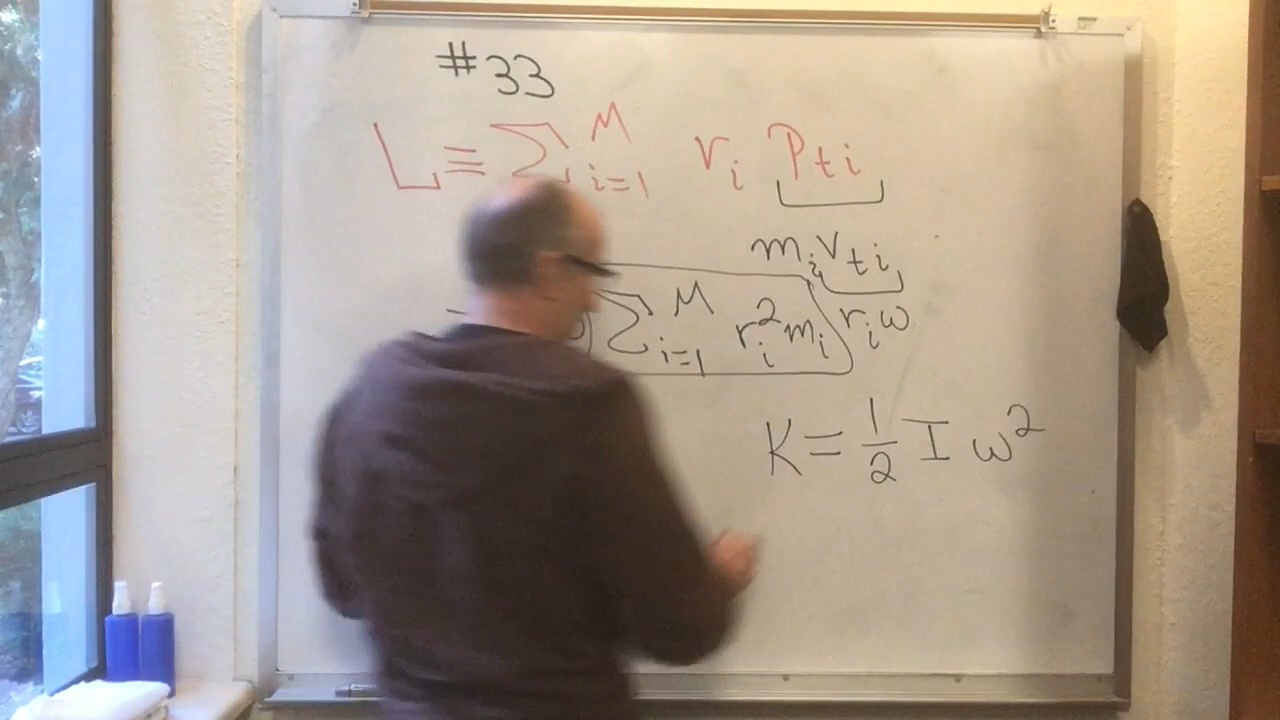 #33
L ≡ Σ_{i=1}^{M} r_i P_{ti}
m_i v_{ti}
Σ_{i=1}^{M} r_i^2 m_i r_i ω
K = 1/2 I ω^2